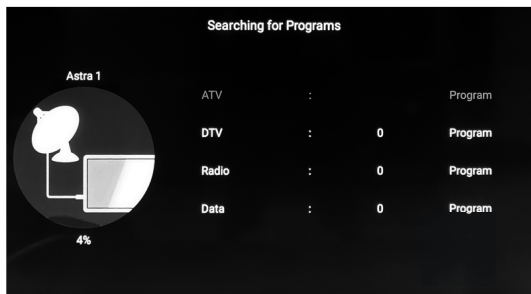 Searching for Programs
Astra 1
ATV : Program
DTV : 0 Program
Radio : 0 Program
Data : 0 Program
4%